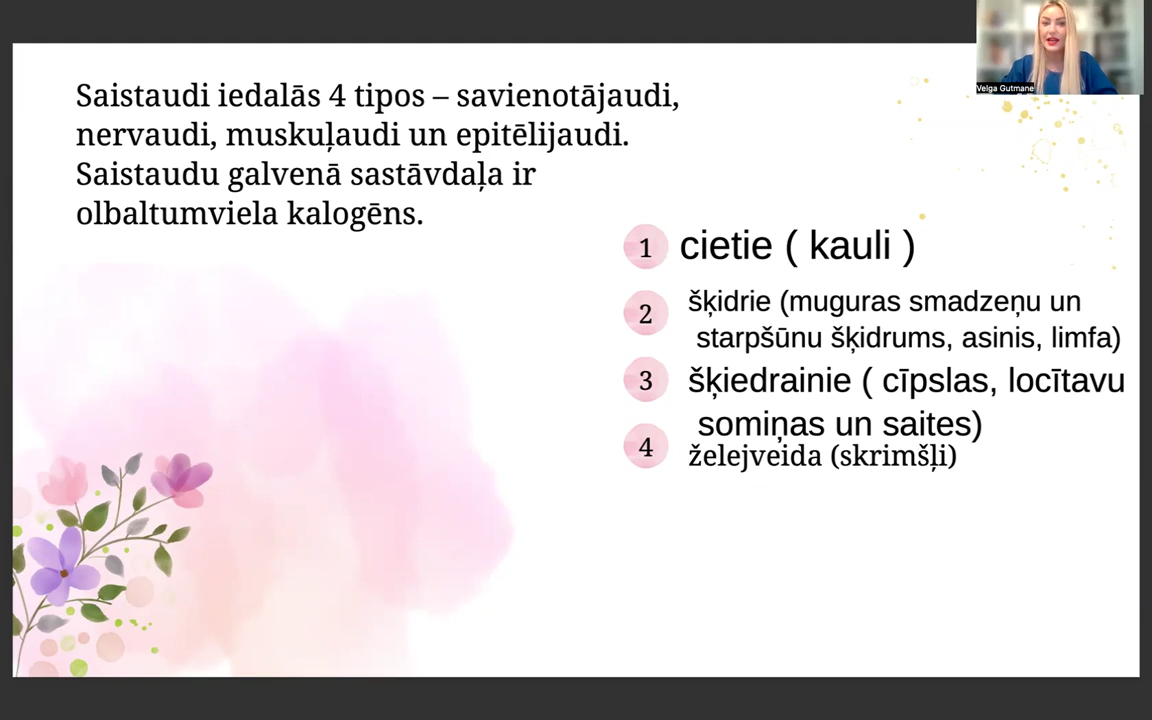 Velga Gutmane
Saistaudi iedalās 4 tipos – savienotājaudi,
nervaudi, muskuļaudi un epitēlijaudi.
Saistaudu galvenā sastāvdaļa ir
olbaltumviela kalogēns.
1 cietie ( kauli )
2 šķidrie (muguras smadzeņu un
starpšūnu šķidrums, asinis, limfa)
3 šķiedrainie ( cīpslas, locītavu
somiņas un saites)
4 želejveida (skrimšļi)